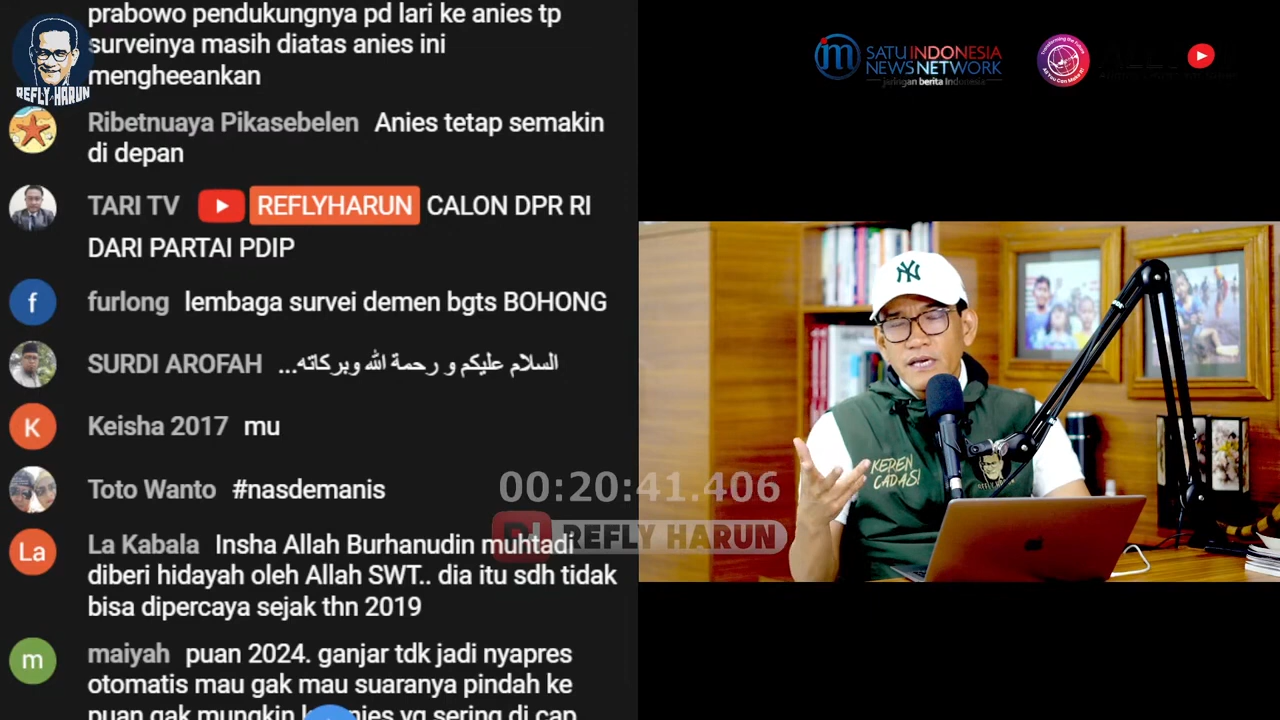 prabowo pendukungnya pd lari ke anies tp
surveinya masih diatas anies ini
mengheeankan
REFLY HARUN
Ribetnuaya Pikasebelen Anies tetap semakin
di depan
TARI TV REFLYHARUN CALON DPR RI
DARI PARTAI PDIP
furlong lembaga survei demen bgts BOHONG
SURDI AROFAH السلام عليكم و رحمة الله وبركاته...
Keisha 2017 mu
Toto Wanto #nasdemanis
La Kabala Insha Allah Burhanudin muhtadi
diberi hidayah oleh Allah SWT.. dia itu sdh tidak
bisa dipercaya sejak thn 2019
maiyah puan 2024. ganjar tdk jadi nyapres
otomatis mau gak mau suaranya pindah ke
puan gak mungkin yg sering di cap
f
K
La
m
SATU INDONESIA
NEWS NETWORK
jaringan berita Indonesia
NY
KEREN
CADAS!
00:20:41.406
REFLY HARUN